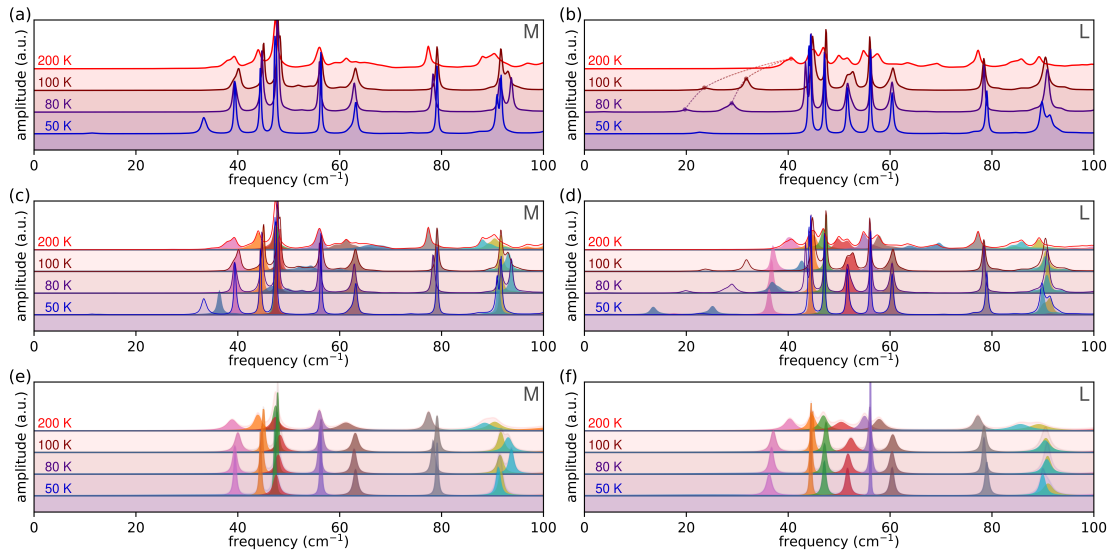 (a)
M
amplitude (a.u.)
200 K
100 K
80 K
50 K
0 20 40 60 80 100
frequency (cm⁻¹)
(b)
L
amplitude (a.u.)
200 K
100 K
80 K
50 K
0 20 40 60 80 100
frequency (cm⁻¹)
(c)
M
amplitude (a.u.)
200 K
100 K
80 K
50 K
0 20 40 60 80 100
frequency (cm⁻¹)
(d)
L
amplitude (a.u.)
200 K
100 K
80 K
50 K
0 20 40 60 80 100
frequency (cm⁻¹)
(e)
M
amplitude (a.u.)
200 K
100 K
80 K
50 K
0 20 40 60 80 100
frequency (cm⁻¹)
(f)
L
amplitude (a.u.)
200 K
100 K
80 K
50 K
0 20 40 60 80 100
frequency (cm⁻¹)